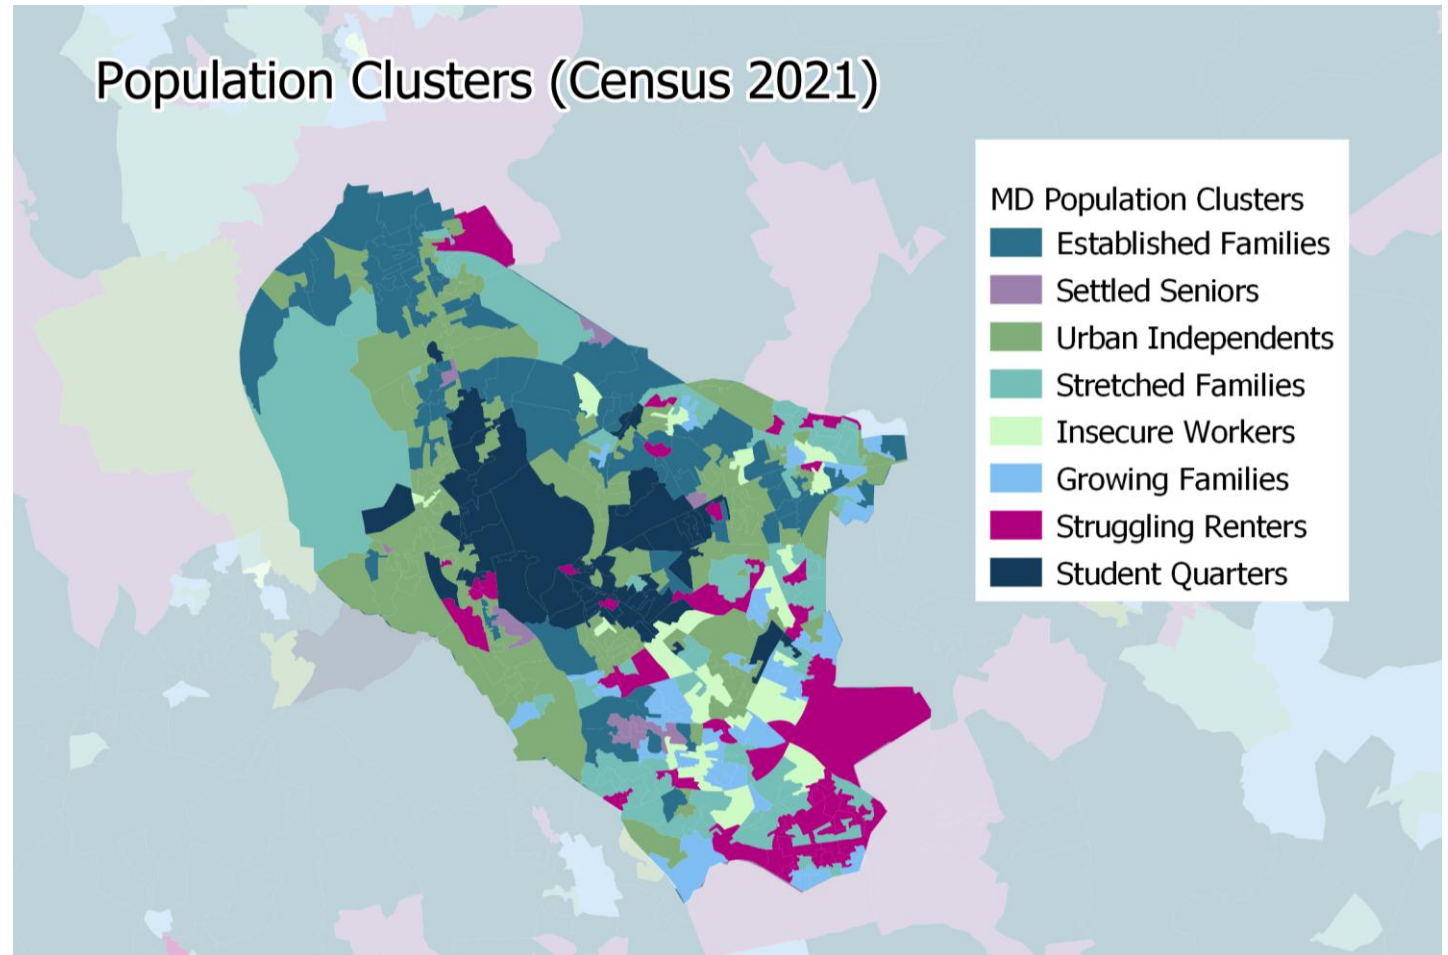 Population Clusters (Census 2021)
MD Population Clusters
Established Families
Settled Seniors
Urban Independents
Stretched Families
Insecure Workers
Growing Families
Struggling Renters
Student Quarters